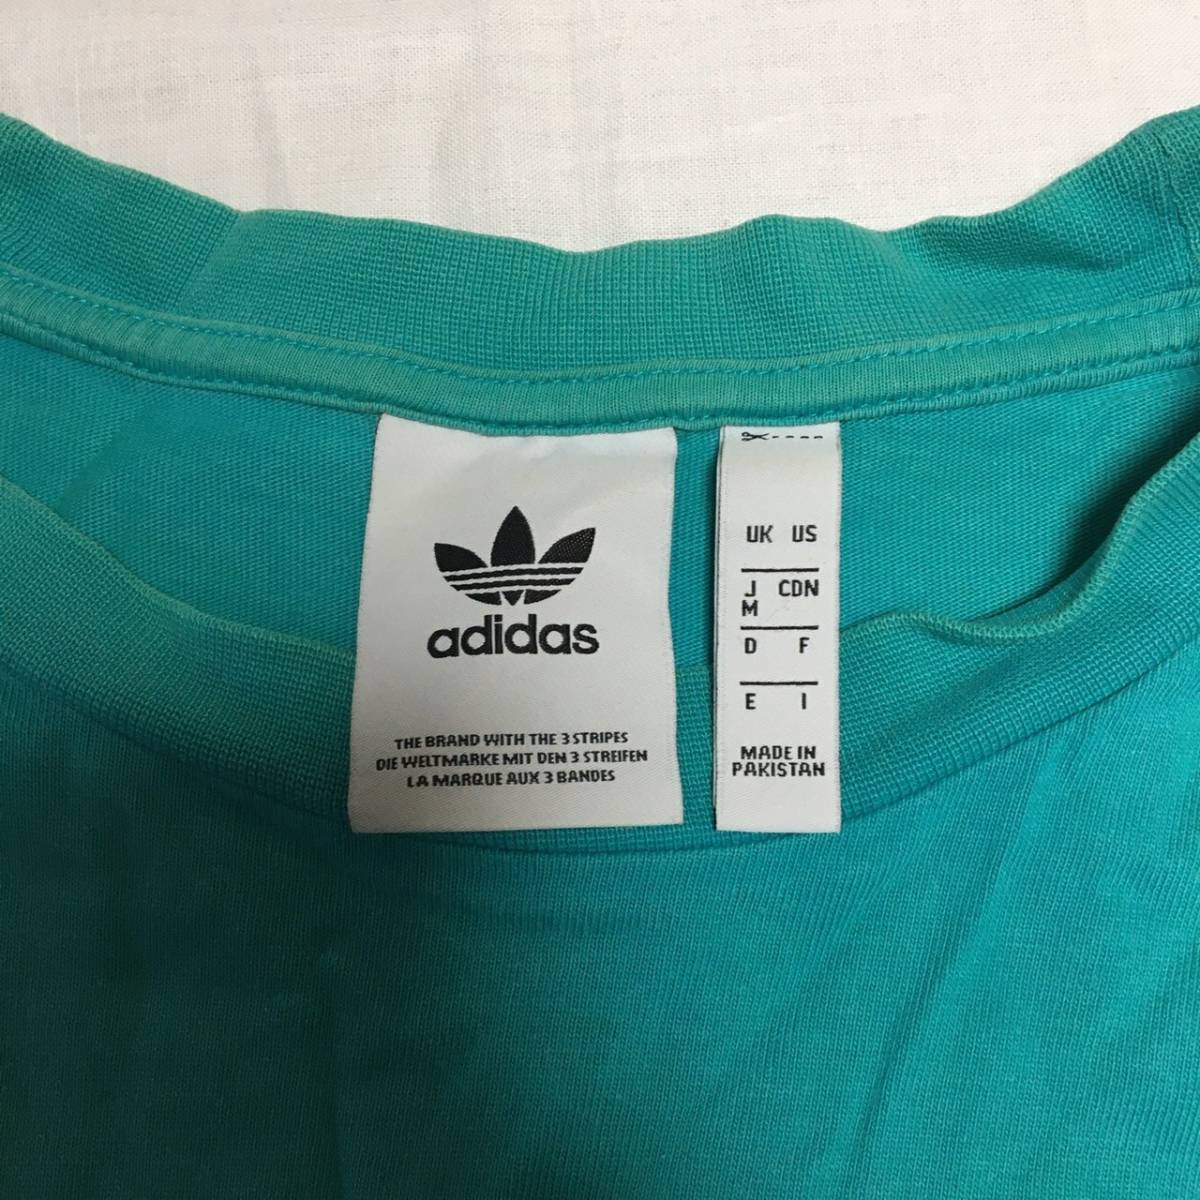 adidas
THE BRAND WITH THE 3 STRIPES
DIE WELTMARKE MIT DEN 3 STREIFEN
LA MARQUE AUX 3 BANDES
UK US
J CDN
M
D F
E I
MADE IN
PAKISTAN